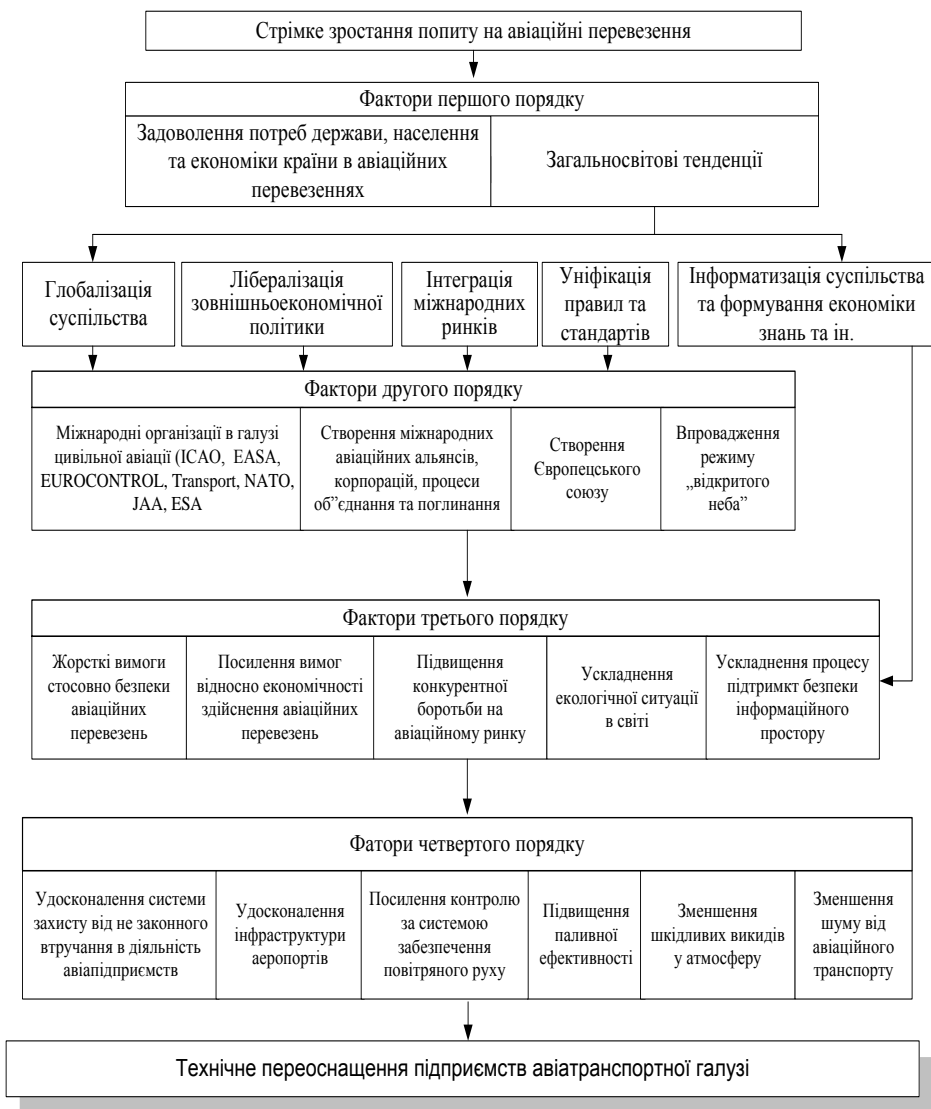 Стрімке зростання попиту на авіаційні перевезення
Фактори першого порядку
Задоволення потреб держави, населення
та економіки країни в авіаційних
перевезеннях
Загальносвітові тенденції
Глобалізація
суспільства
Лібералізація
зовнішньоекономічної
політики
Інтеграція
міжнародних
ринків
Уніфікація
правил та
стандартів
Інформатизація суспільства
та формування економіки
знань та ін.
Фактори другого порядку
Міжнародні організації в галузі
цивільної авіації (ICAO, EASA,
EUROCONTROL, Transport, NATO,
JAA, ESA
Створення міжнародних
авіаційних альянсів,
корпорацій, процеси
об"єднання та поглинання
Створення
Європецського
союзу
Впровадження
режиму
„відкритого
неба”
Фактори третього порядку
Жорсткі вимоги
стосовно безпеки
авіаційних
перевезень
Посилення вимог
відносно економічності
здійснення авіаційних
перевезень
Підвищення
конкурентної
боротьби на
авіаційному ринку
Ускладнення
екологічної ситуації
в світі
Ускладнення процесу
підтримкт безпеки
інформаційного
простору
Фатори четвертого порядку
Удосконалення системи
захисту від не законного
втручання в діяльність
авіапідприємств
Удосконалення
інфраструктури
аеропортів
Посилення контролю
за системою
забезпечення
повітряного руху
Підвищення
паливної
ефективності
Зменшення
шкідливих викидів
у атмосферу
Зменшення
шуму від
авіаційного
транспорту
Технічне переоснащення підприємств авіатранспортної галузі